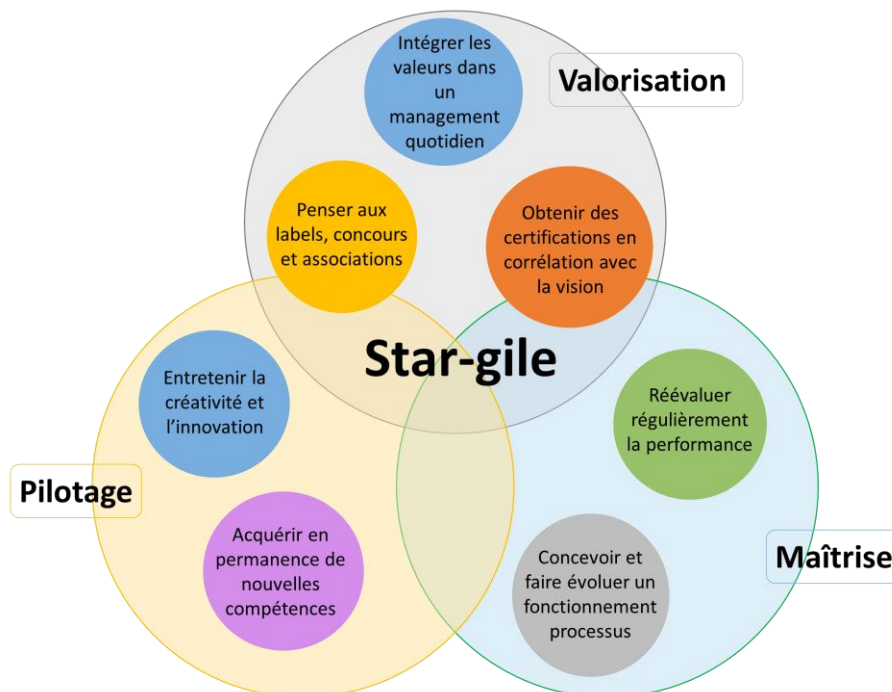 Intégrer les
valeurs dans
un
management
quotidien
Valorisation
Penser aux
labels, concours
et associations
Obtenir des
certifications en
corrélation avec
la vision
Star-gile
Entretenir la
créativité et
l'innovation
Réévaluer
régulièrement
la performance
Pilotage
Acquérir en
permanence de
nouvelles
compétences
Concevoir et
faire évoluer un
fonctionnement
processus
Maîtrise